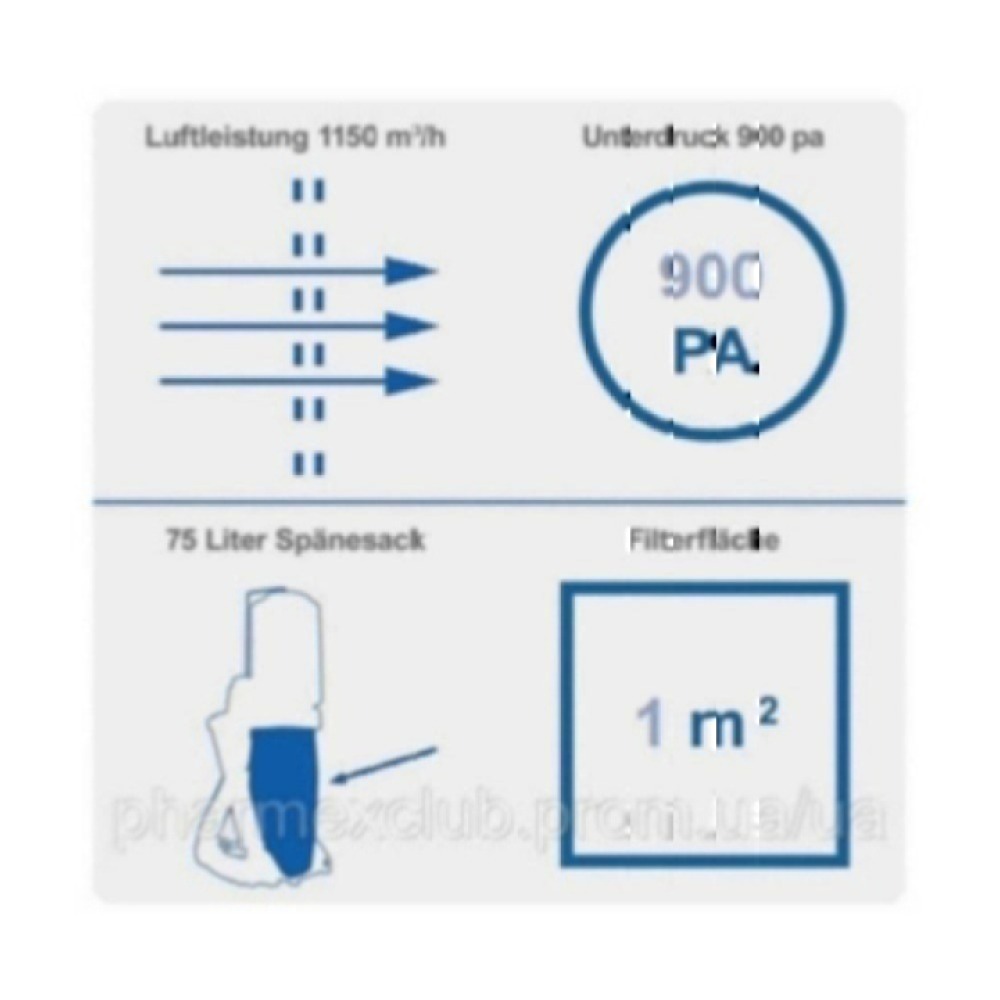 Luftleistung 1150 m³/h
Unterdruck 900 pa
900
PA
75 Liter Spänesack
Filterfläche
1 m²
pharmexclub.prom.ua/ua